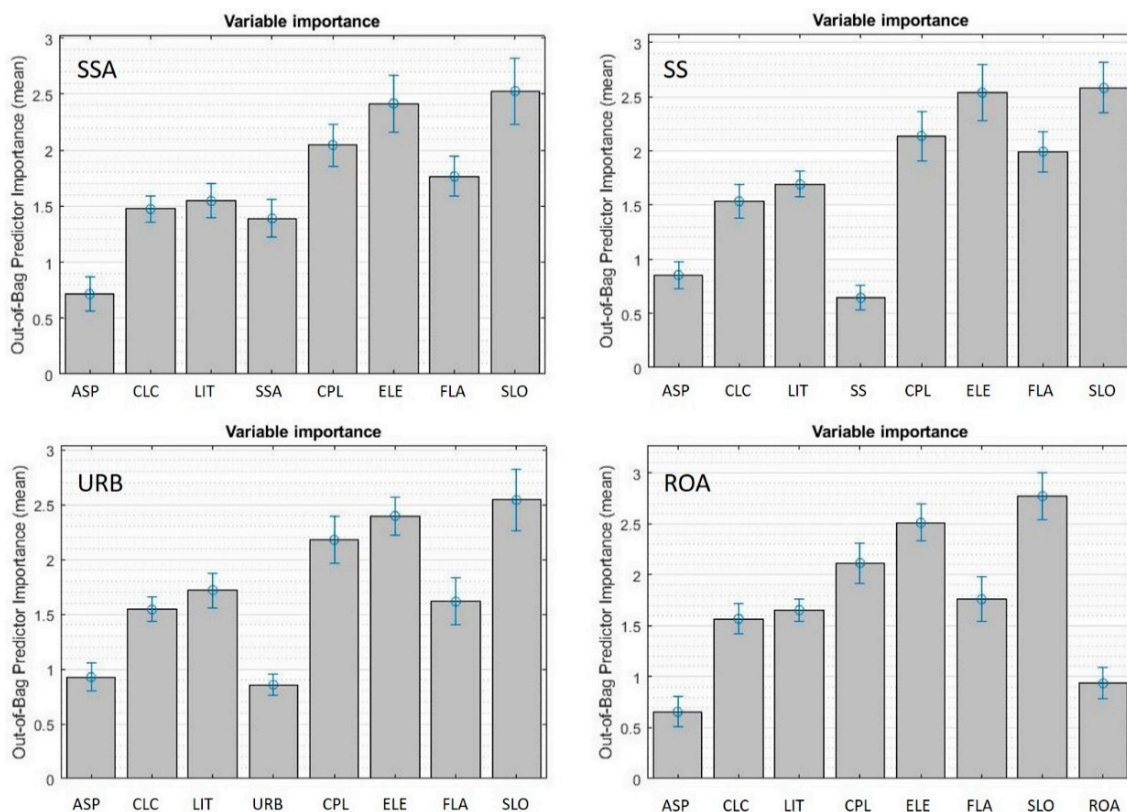 Variable importance
SSA
Out-of-Bag Predictor Importance (mean)
3
2.5
2
1.5
1
0.5
0
ASP CLC LIT SSA CPL ELE FLA SLO
Variable importance
SS
Out-of-Bag Predictor Importance (mean)
3
2.5
2
1.5
1
0.5
0
ASP CLC LIT SS CPL ELE FLA SLO
Variable importance
URB
Out-of-Bag Predictor Importance (mean)
3
2.5
2
1.5
1
0.5
0
ASP CLC LIT URB CPL ELE FLA SLO
Variable importance
ROA
Out-of-Bag Predictor Importance (mean)
3
2.5
2
1.5
1
0.5
0
ASP CLC LIT CPL ELE FLA SLO ROA